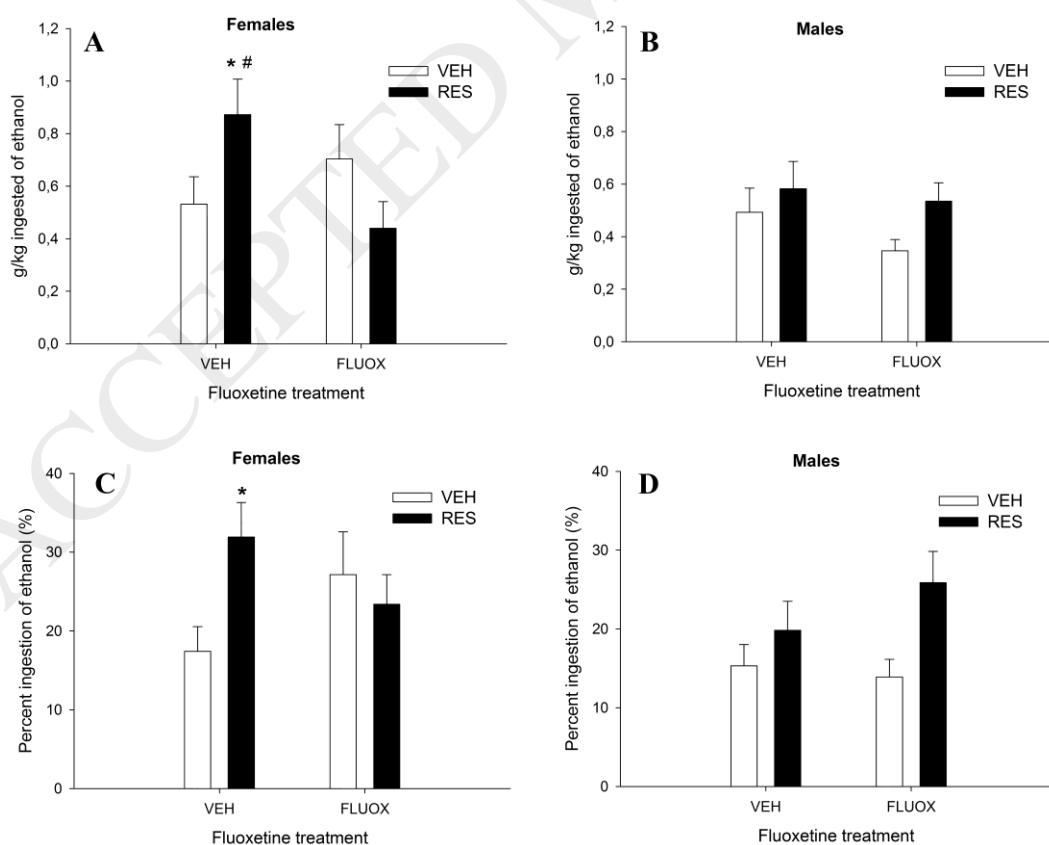 A
Females
1,2
1,0
0,8
0,6
0,4
0,2
0,0
g/kg ingested of ethanol
* #
VEH
RES
VEH
FLUOX
Fluoxetine treatment
B
Males
1,2
1,0
0,8
0,6
0,4
0,2
0,0
g/kg ingested of ethanol
VEH
RES
VEH
FLUOX
Fluoxetine treatment
C
Females
40
30
20
10
0
Percent ingestion of ethanol (%)
*
VEH
RES
VEH
FLUOX
Fluoxetine treatment
D
Males
40
30
20
10
0
Percent ingestion of ethanol (%)
VEH
RES
VEH
FLUOX
Fluoxetine treatment
ACCEPTED M